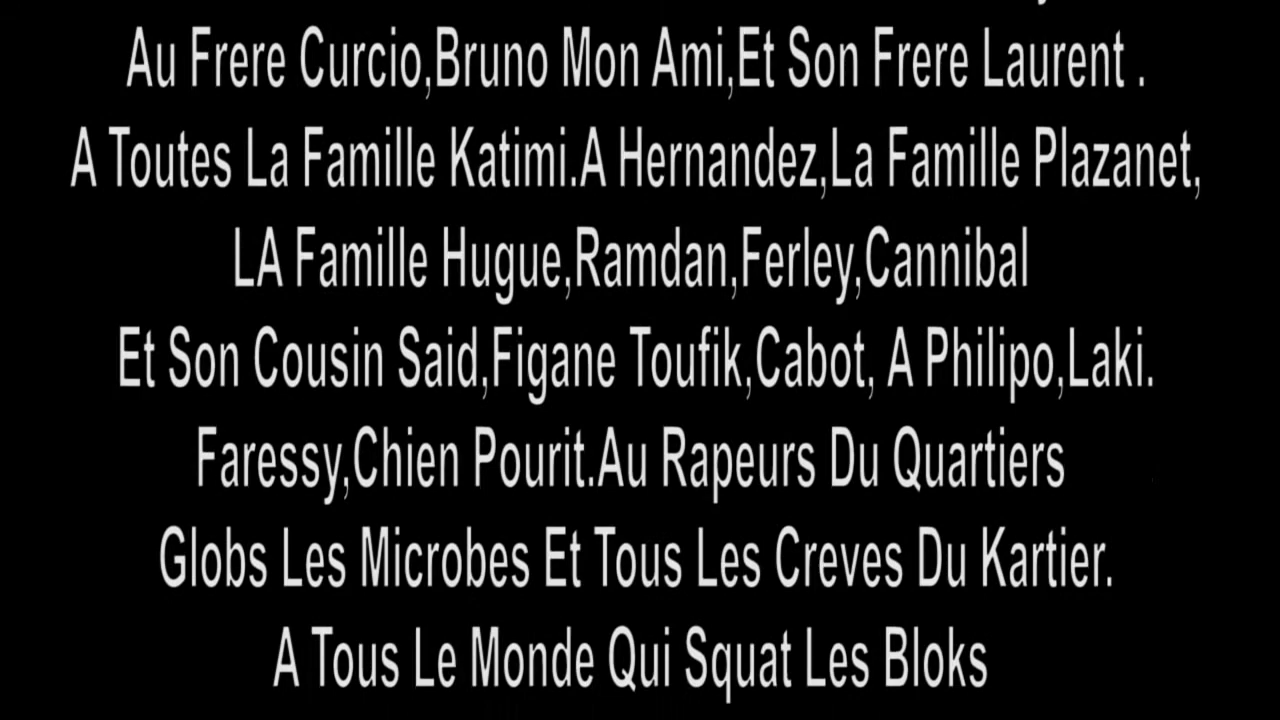 Au Frere Curcio,Bruno Mon Ami,Et Son Frere Laurent .
A Toutes La Famille Katimi.A Hernandez,La Famille Plazanet,
LA Famille Hugue,Ramdan,Ferley,Cannibal
Et Son Cousin Said,Figane Toufik,Cabot, A Philipo,Laki.
Faressy,Chien Pourit.Au Rapeurs Du Quartiers
Globs Les Microbes Et Tous Les Creves Du Kartier.
A Tous Le Monde Qui Squat Les Bloks